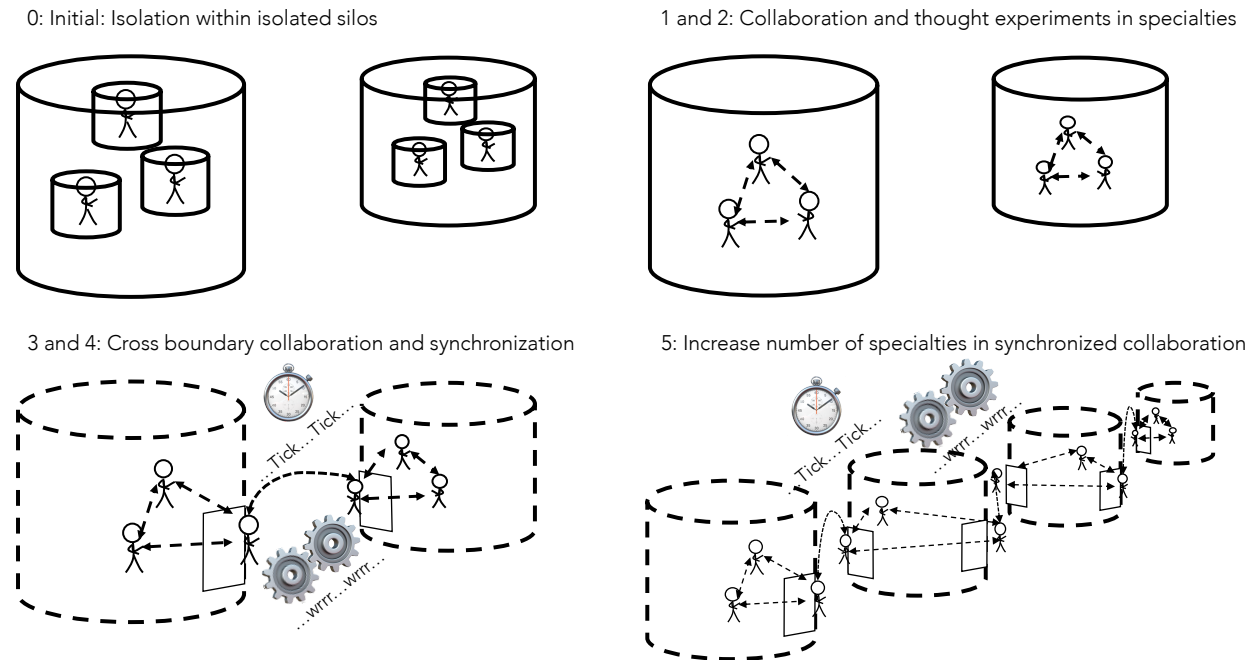 0: Initial: Isolation within isolated silos
1 and 2: Collaboration and thought experiments in specialties
3 and 4: Cross boundary collaboration and synchronization
...Tick...Tick...
...wrrr...wrrr...
5: Increase number of specialties in synchronized collaboration
...Tick...Tick...
...wrrr...wrrr...